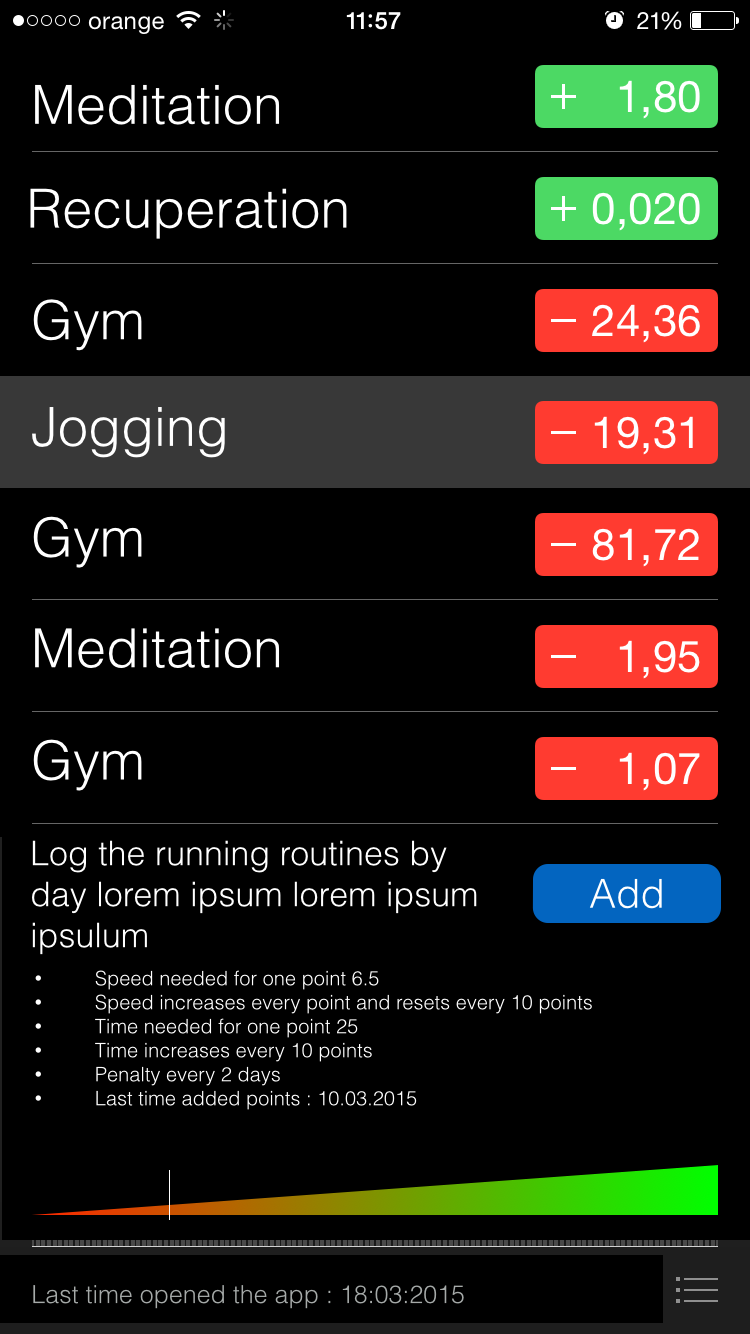 orange 11:57 21%
Meditation + 1,80
Recuperation + 0,020
Gym − 24,36
Jogging − 19,31
Gym − 81,72
Meditation − 1,95
Gym − 1,07
Log the running routines by
day lorem ipsum lorem ipsum
ipsulum
Add
• Speed needed for one point 6.5
• Speed increases every point and resets every 10 points
• Time needed for one point 25
• Time increases every 10 points
• Penalty every 2 days
• Last time added points : 10.03.2015
Last time opened the app : 18:03:2015